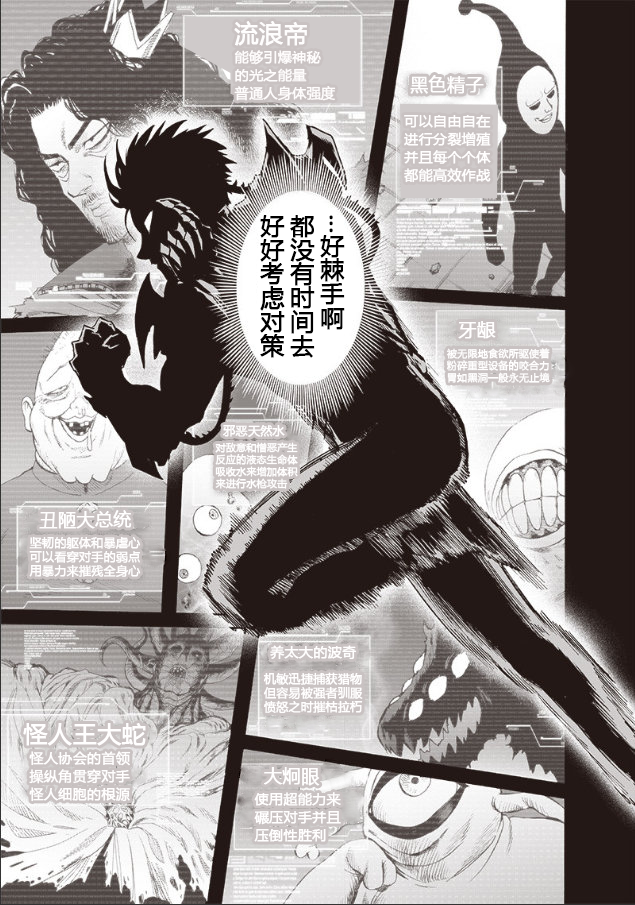 流浪帝
能够引爆神秘
的光之能量
普通人身体强度
黑色精子
可以自由自在
进行分裂增殖
并且每个个体
都能高效作战
…好棘手啊
都没有时间去
好好考虑对策
牙龈
被无限地食欲所驱使着
粉碎重型设备的咬合力:
胃如黑洞一般永无止境
邪恶天然水
对敌意和憎恶产生
反应的液态生命体
吸收水来增加体积
来进行水枪攻击
丑陋大总统
坚韧的躯体和暴虐心
可以看穿对手的弱点
用暴力来摧残全身心
养太大的波奇
机敏迅捷捕获猎物
但容易被强者驯服
愤怒之时摧枯拉朽
怪人王大蛇
怪人协会的首领
操纵角贯穿对手
怪人细胞的根源
大炯眼
使用超能力来
碾压对手并且
压倒性胜利